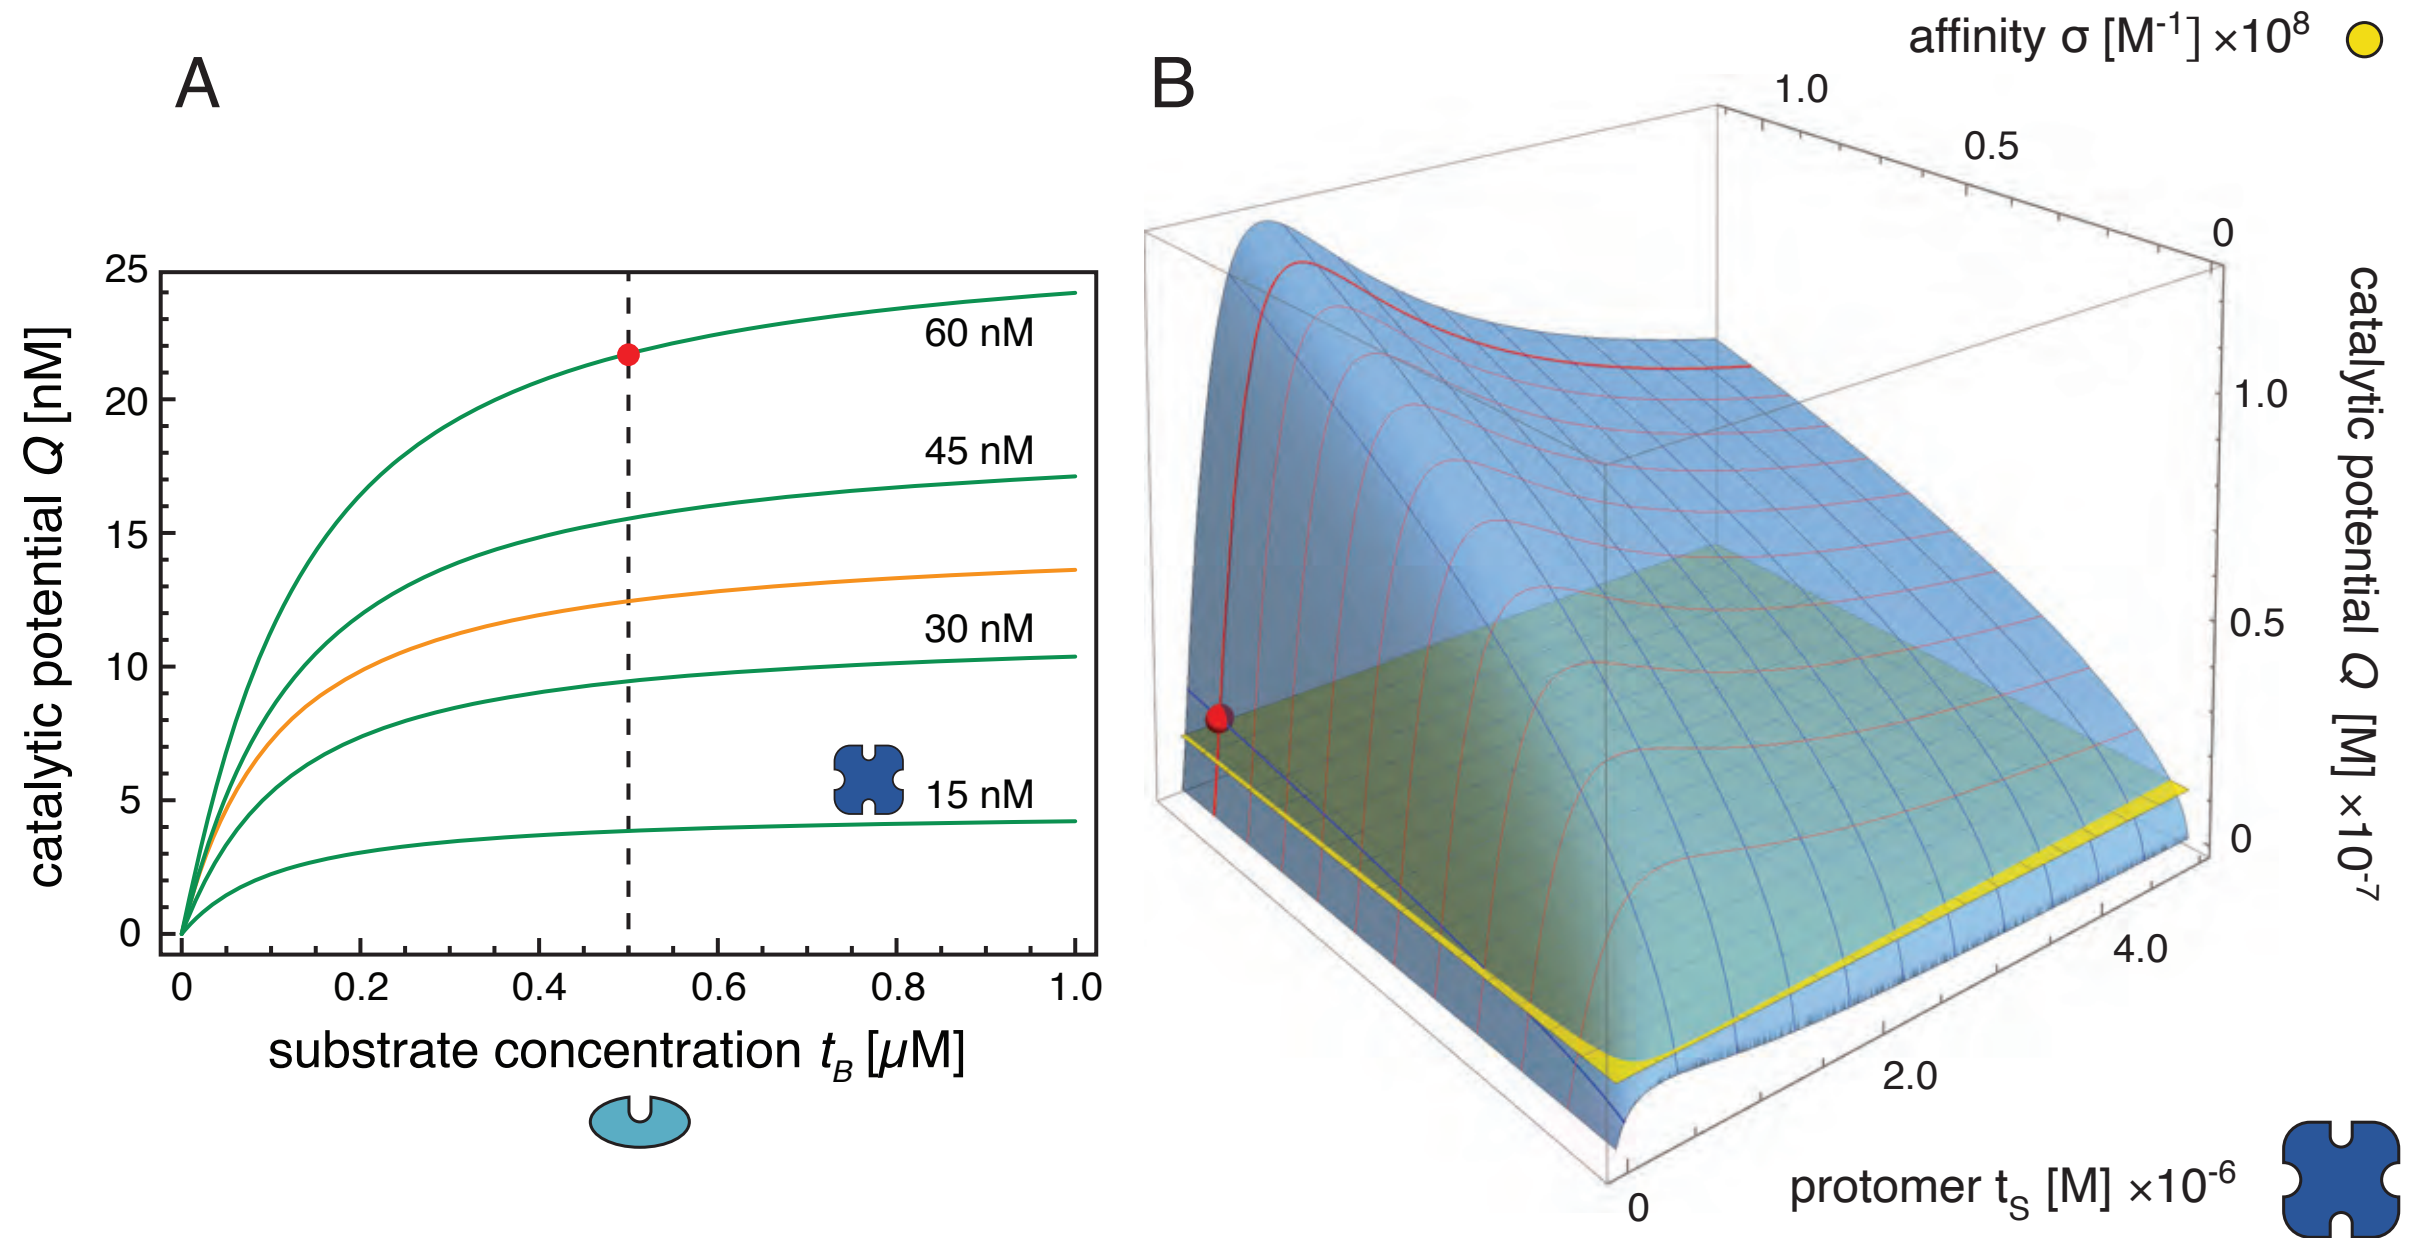 A
25
20
15
10
5
0
catalytic potential Q [nM]
60 nM
45 nM
30 nM
15 nM
0 0.2 0.4 0.6 0.8 1.0
substrate concentration t_B [µM]
B
affinity σ [M⁻¹] ×10⁸
1.0
0.5
0
catalytic potential Q [M] ×10⁻⁷
1.0
0.5
0
4.0
2.0
0
protomer t_S [M] ×10⁻⁶